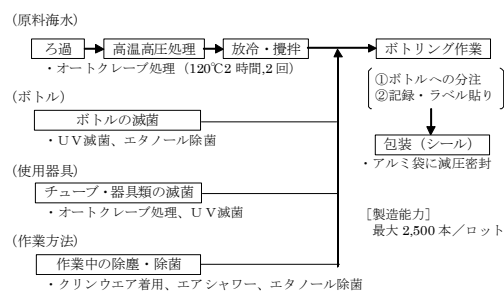 (原料海水)
ろ過 高温高圧処理 放冷・攪拌 ボトリング作業
・オートクレーブ処理（120℃2 時間,2 回）
①ボトルへの分注
②記録・ラベル貼り
(ボトル)
ボトルの滅菌
・UV滅菌、エタノール除菌
包装（シール）
・アルミ袋に減圧密封
(使用器具)
チューブ・器具類の滅菌
・オートクレーブ処理、UV滅菌
［製造能力］
最大 2,500 本／ロット
(作業方法)
作業中の除塵・除菌
・クリンウエア着用、エアシャワー、エタノール除菌